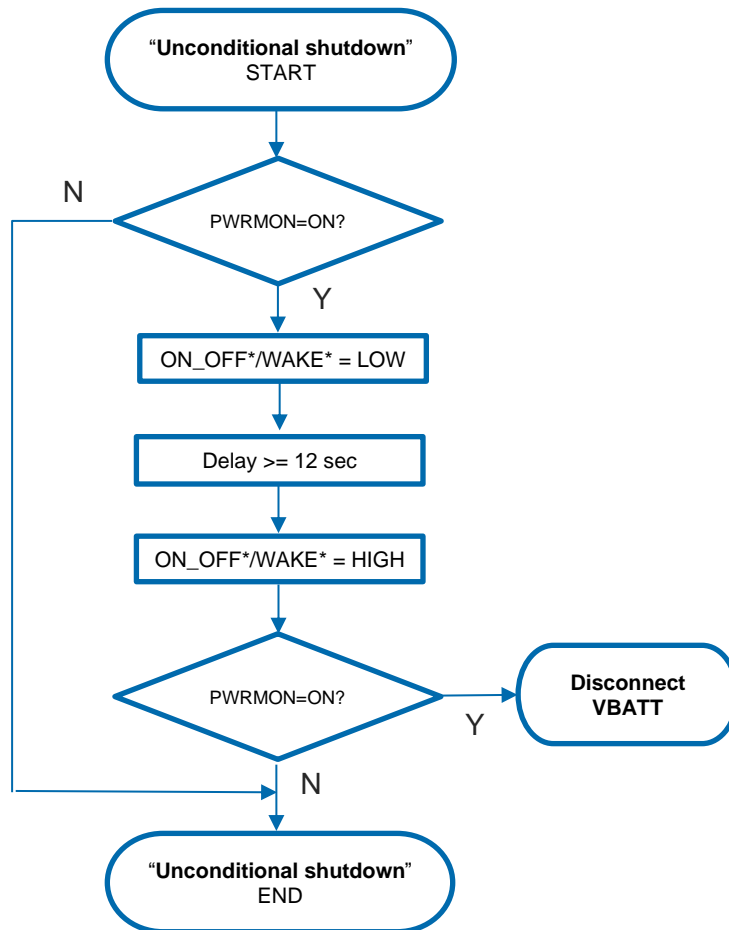 “Unconditional shutdown”
START
N
PWRMON=ON?
Y
ON_OFF*/WAKE* = LOW
Delay >= 12 sec
ON_OFF*/WAKE* = HIGH
PWRMON=ON?
Y
Disconnect
VBATT
N
“Unconditional shutdown”
END